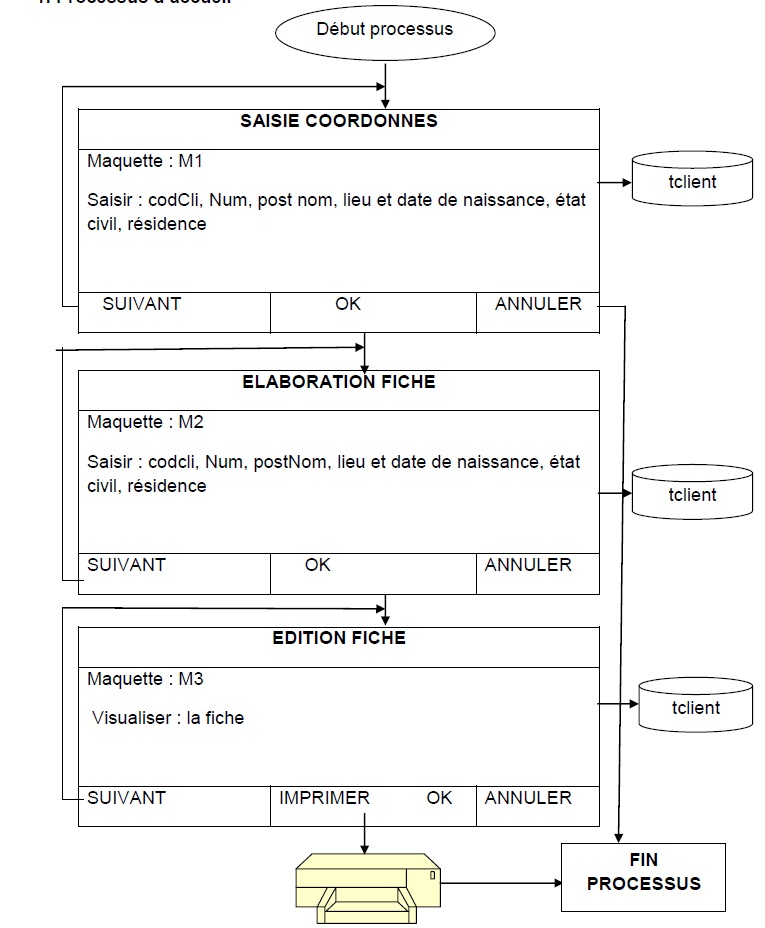 1. Processus d'accueil
Début processus
SAISIE COORDONNES
Maquette : M1
Saisir : codCli, Num, post nom, lieu et date de naissance, état
civil, résidence
tclient
SUIVANT OK ANNULER
ELABORATION FICHE
Maquette : M2
Saisir : codcli, Num, postNom, lieu et date de naissance, état
civil, résidence
tclient
SUIVANT OK ANNULER
EDITION FICHE
Maquette : M3
Visualiser : la fiche
tclient
SUIVANT IMPRIMER OK ANNULER
FIN
PROCESSUS